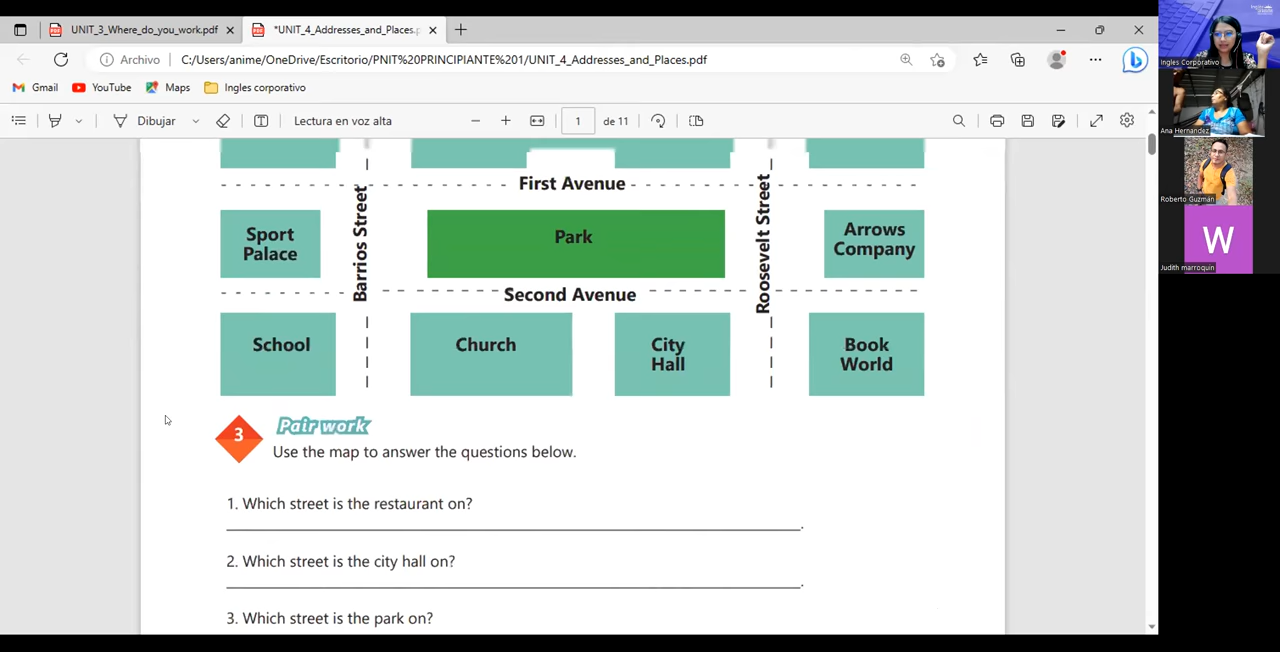 UNIT_3_Where_do_you_work.pdf
*UNIT_4_Addresses_and_Places.p
Archivo
C:/Users/anime/OneDrive/Escritorio/PNIT%20PRINCIPIANTE%201/UNIT_4_Addresses_and_Places.pdf
Gmail
YouTube
Maps
Ingles corporativo
Dibujar
Lectura en voz alta
1
de 11
First Avenue
Barrios Street
Roosevelt Street
Sport
Palace
Park
Arrows
Company
Second Avenue
School
Church
City
Hall
Book
World
3
Pair work
Use the map to answer the questions below.
1. Which street is the restaurant on?
2. Which street is the city hall on?
3. Which street is the park on?
Ingles Corporativo
Ana Hernandez
Roberto Guzmán
W
Judith marroquin